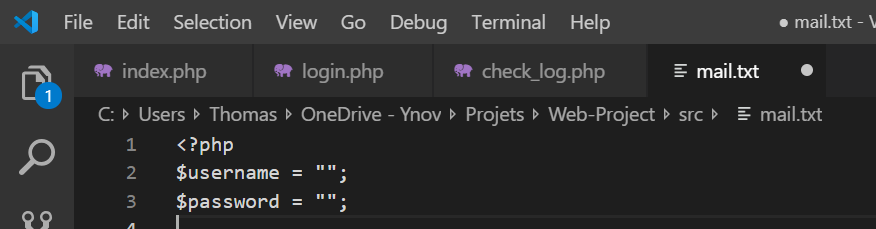 File Edit Selection View Go Debug Terminal Help ● mail.txt - V
index.php login.php check_log.php mail.txt ●
1
C: > Users > Thomas > OneDrive - Ynov > Projets > Web-Project > src > mail.txt
1 <?php
2 $username = "";
3 $password = "";
4